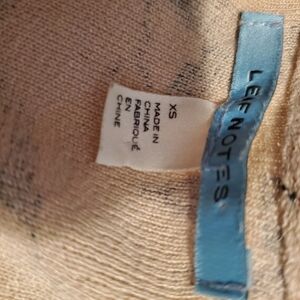 LEIFNOTES
XS
MADE IN
CHINA
FABRIQUÉ
EN
CHINE